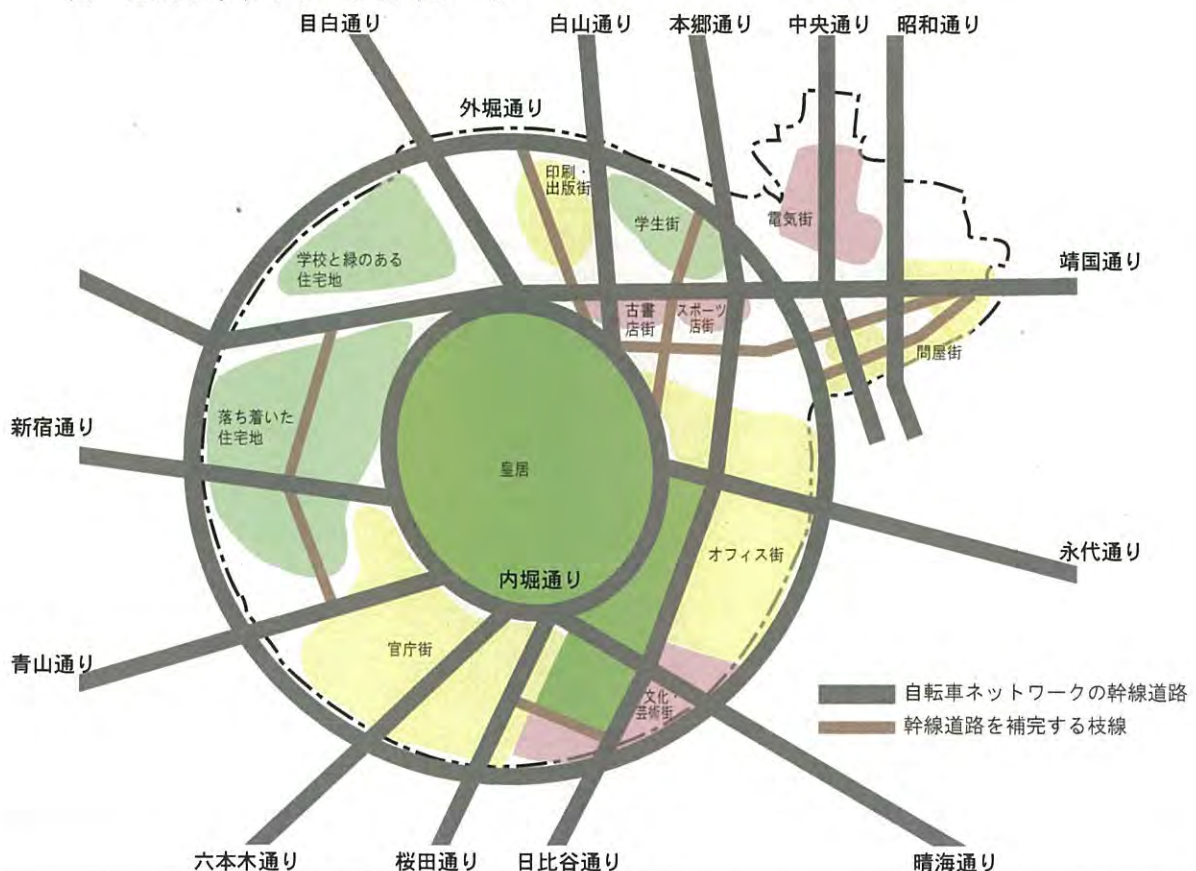 目白通り
白山通り
本郷通り
中央通り
昭和通り
外堀通り
印刷・
出版街
学生街
電気街
学校と緑のある
住宅地
靖国通り
古書
店街
スポーツ
店街
問屋街
落ち着いた
住宅地
新宿通り
皇居
オフィス街
永代通り
内堀通り
官庁街
青山通り
文化・
芸術街
自転車ネットワークの幹線道路
幹線道路を補完する枝線
六本木通り
桜田通り
日比谷通り
晴海通り